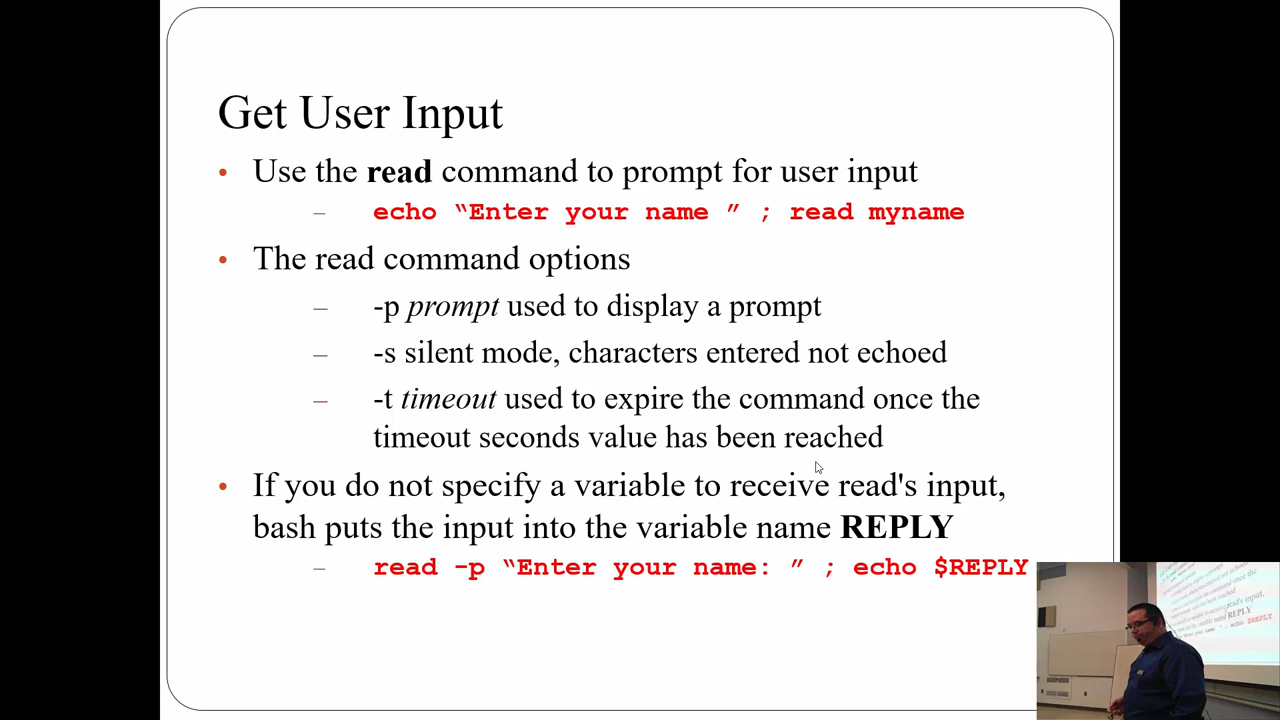 Get User Input
• Use the read command to prompt for user input
– echo “Enter your name ” ; read myname
• The read command options
– -p prompt used to display a prompt
– -s silent mode, characters entered not echoed
– -t timeout used to expire the command once the
timeout seconds value has been reached
• If you do not specify a variable to receive read's input,
bash puts the input into the variable name REPLY
– read -p “Enter your name: ” ; echo $REPLY